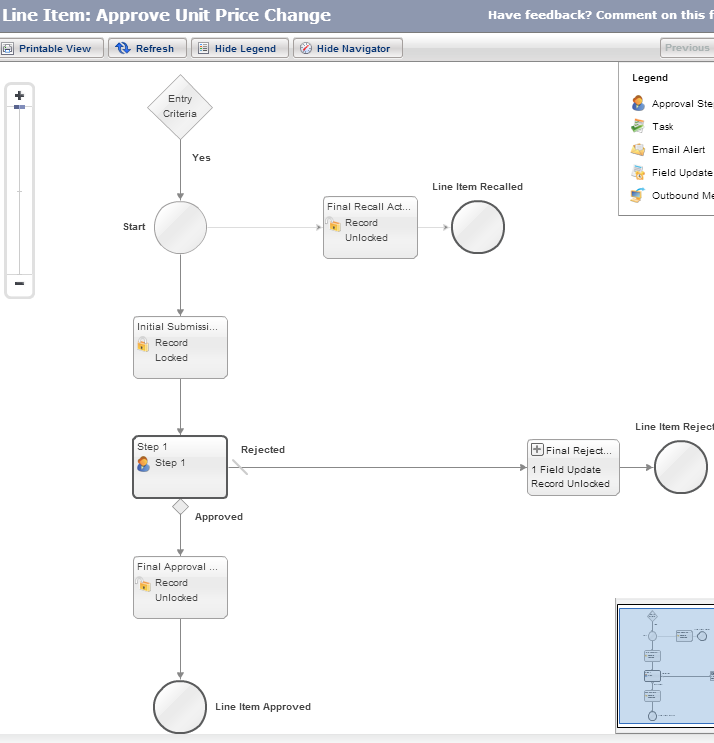 Line Item: Approve Unit Price Change
Have feedback? Comment on this f
Printable View
Refresh
Hide Legend
Hide Navigator
Previous
Legend
Approval Ste
Task
Email Alert
Field Update
Outbound Me
Entry
Criteria
Yes
Start
Final Recall Act...
Record
Unlocked
Line Item Recalled
Initial Submissi...
Record
Locked
Step 1
Step 1
Rejected
Line Item Reject
Final Reject...
1 Field Update
Record Unlocked
Approved
Final Approval ...
Record
Unlocked
Line Item Approved